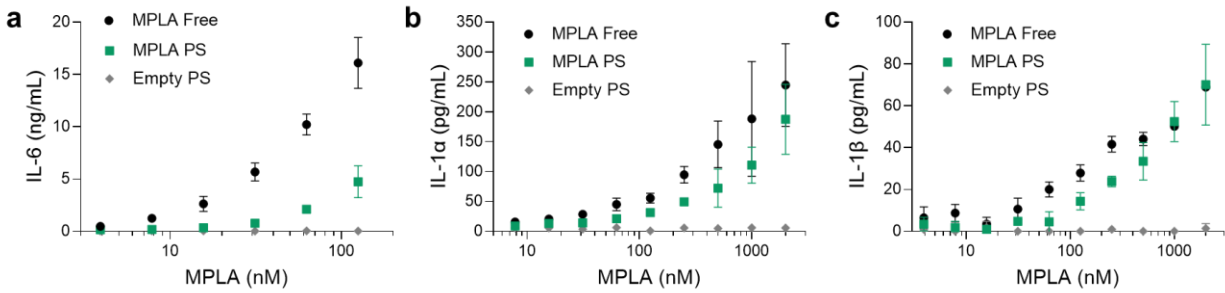 a
MPLA Free
MPLA PS
Empty PS
IL-6 (ng/mL)
20
15
10
5
0
10
100
MPLA (nM)
b
MPLA Free
MPLA PS
Empty PS
IL-1α (pg/mL)
350
300
250
200
150
100
50
0
10
100
1000
MPLA (nM)
c
MPLA Free
MPLA PS
Empty PS
IL-1β (pg/mL)
100
80
60
40
20
0
10
100
1000
MPLA (nM)